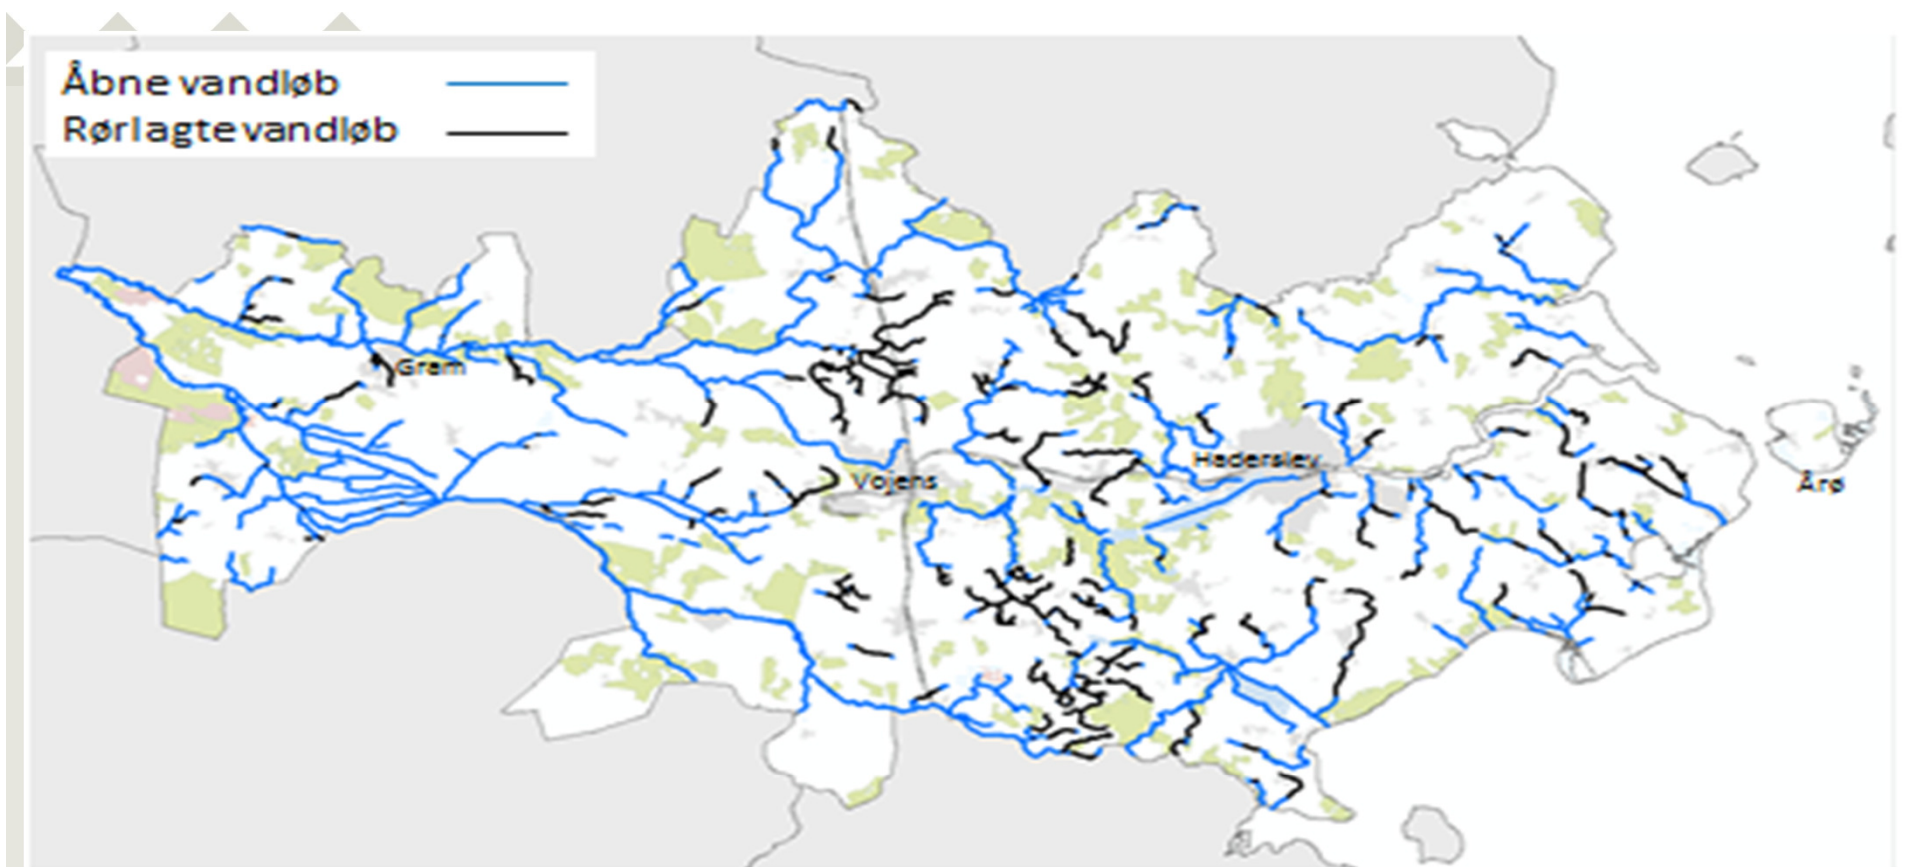 Åbne vandløb
Rørlagte vandløb
Gram
Haderslev
Vojens
Årø